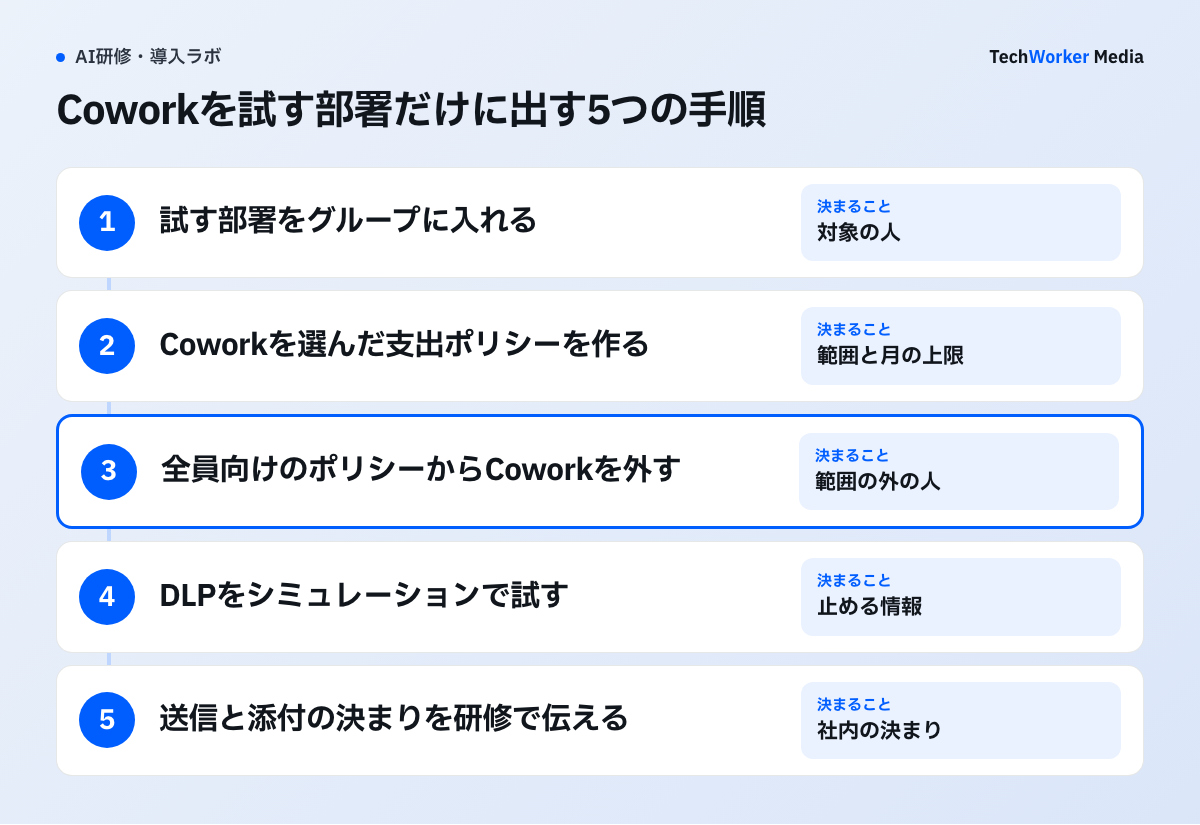 AI研修・導入ラボ
TechWorker Media
Coworkを試す部署だけに出す5つの手順
1
試す部署をグループに入れる
決まること
対象の人
2
Coworkを選んだ支出ポリシーを作る
決まること
範囲と月の上限
3
全員向けのポリシーからCoworkを外す
決まること
範囲の外の人
4
DLPをシミュレーションで試す
決まること
止める情報
5
送信と添付の決まりを研修で伝える
決まること
社内の決まり